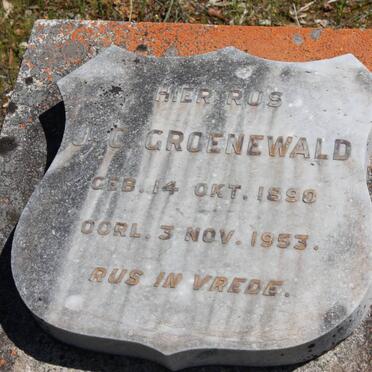 HIER RUS
J. C. GROENEWALD
GEB. 14 OKT. 1890
OORL. 3 NOV. 1953.
RUS IN VREDE.